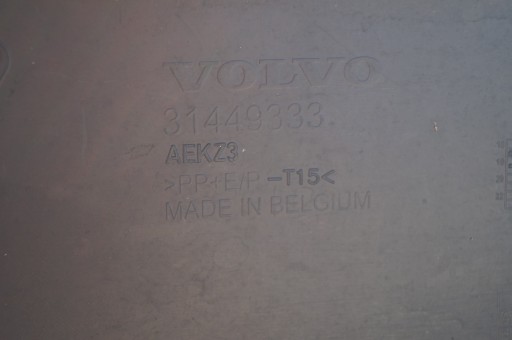 VOLVO
31449333
AEKZ3
>PP+E/P -T15<
MADE IN BELGIUM